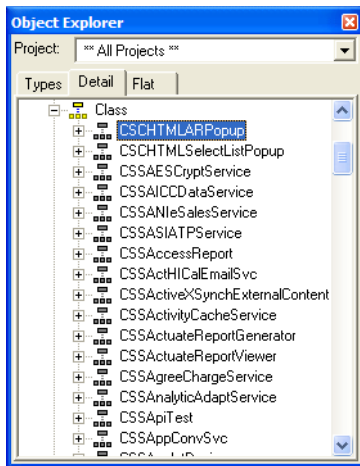 Object Explorer
Project: ** All Projects **
Types Detail Flat
Class
CSCHTMLARPopup
CSCHTMLSelectListPopup
CSSAESCryptService
CSSAICCDataService
CSSANIeSalesService
CSSASIATPService
CSSAccessReport
CSSActHICalEmailSvc
CSSActiveXSynchExternalContent
CSSActivityCacheService
CSSActuateReportGenerator
CSSActuateReportViewer
CSSAgreeChargeService
CSSAnalyticAdaptService
CSSApiTest
CSSAppConvSvc